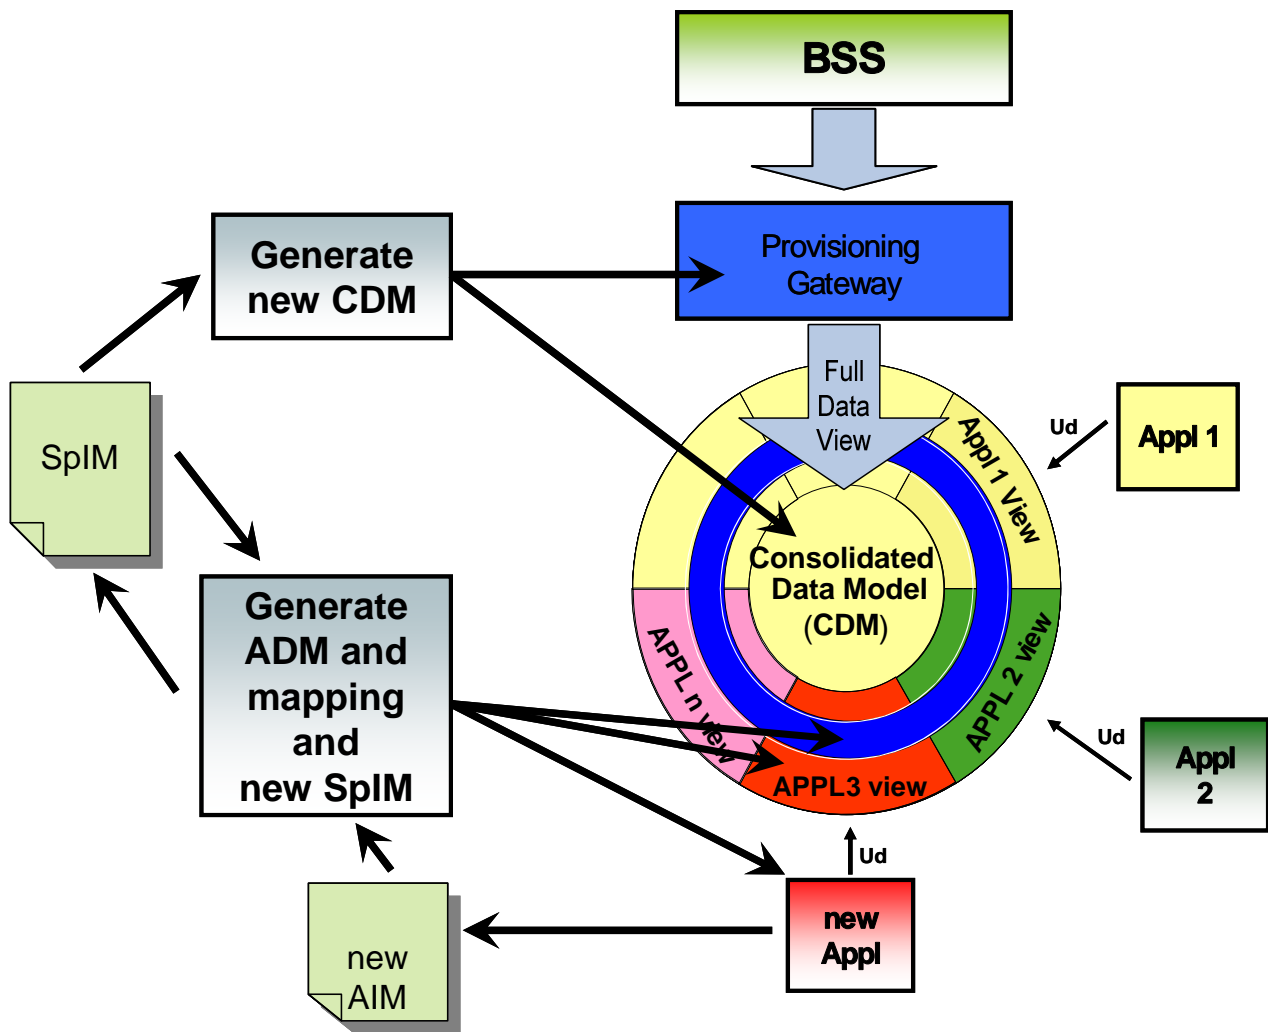 BSS
Provisioning
Gateway
Generate
new CDM
Full
Data
View
SpIM
Appl 1 View
Ud
Appl 1
Consolidated
Data Model
(CDM)
Generate
ADM and
mapping
and
new SpIM
APPL n view
APPL 2 view
APPL3 view
Ud
Appl
2
Ud
new
Appl
new
AIM